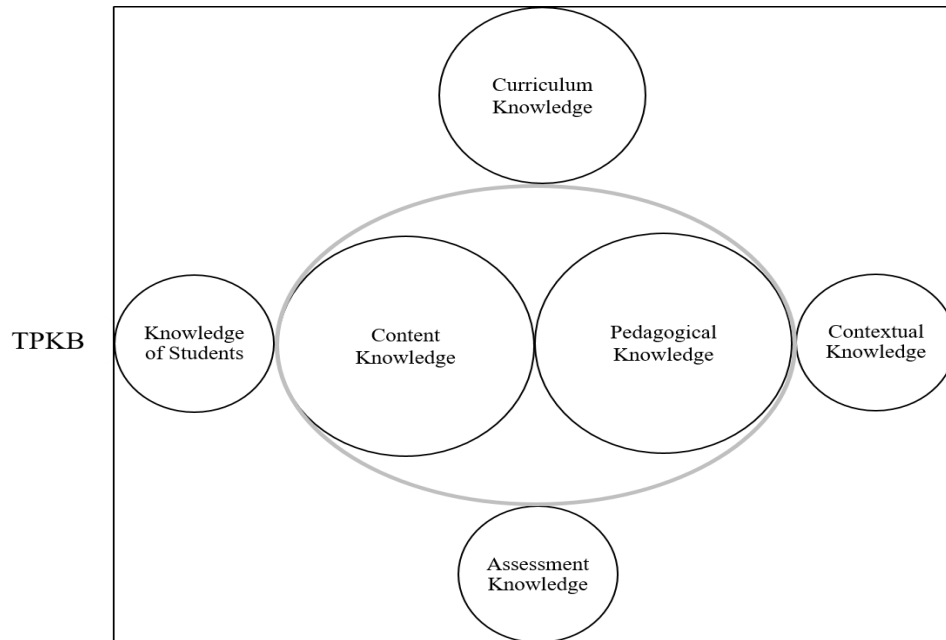 Curriculum
Knowledge
TPKB
Knowledge
of Students
Content
Knowledge
Pedagogical
Knowledge
Contextual
Knowledge
Assessment
Knowledge